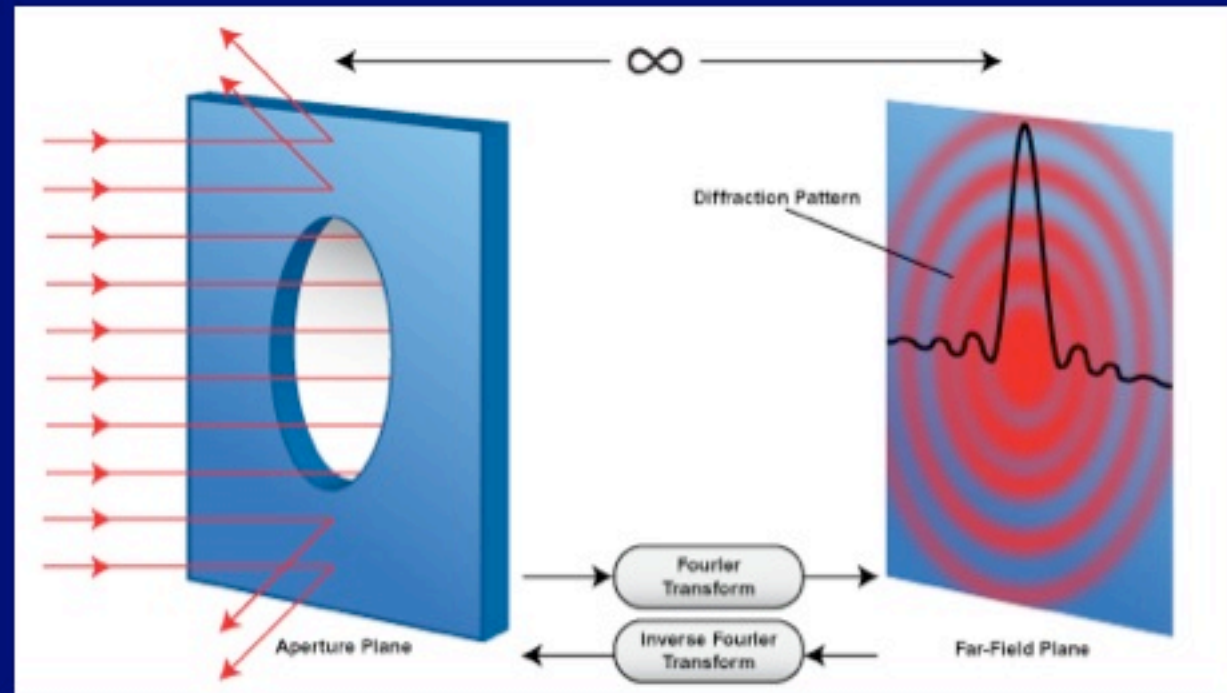 ∞
Diffraction Pattern
Fourier
Transform
Aperture Plane
Inverse Fourier
Transform
Far-Field Plane